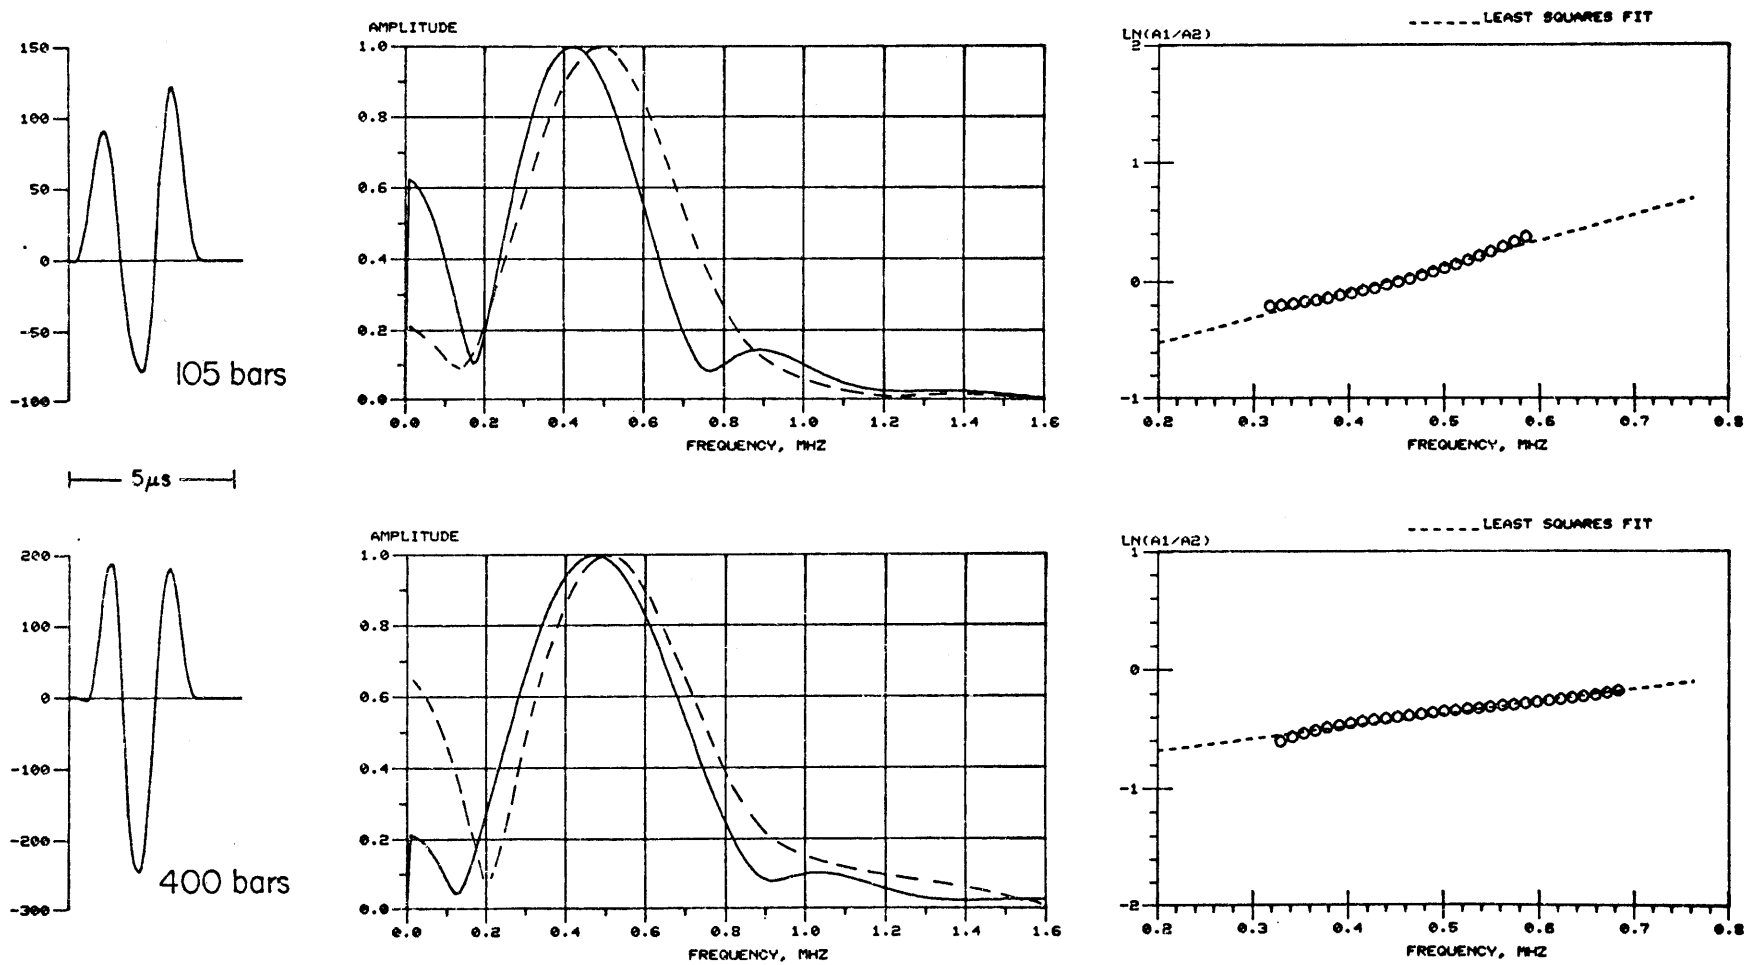 150
100
50
0
-50
-100
105 bars
5μs
AMPLITUDE
1.0
0.8
0.6
0.4
0.2
0.0
0.0 0.2 0.4 0.6 0.8 1.0 1.2 1.4 1.6
FREQUENCY, MHZ
LEAST SQUARES FIT
LN(A1/A2)
2
1
0
-1
0.2 0.3 0.4 0.5 0.6 0.7 0.8
FREQUENCY, MHZ
200
100
0
-100
-200
-300
400 bars
AMPLITUDE
1.0
0.8
0.6
0.4
0.2
0.0
0.0 0.2 0.4 0.6 0.8 1.0 1.2 1.4 1.6
FREQUENCY, MHZ
LEAST SQUARES FIT
LN(A1/A2)
1
0
-1
-2
0.2 0.3 0.4 0.5 0.6 0.7 0.8
FREQUENCY, MHZ